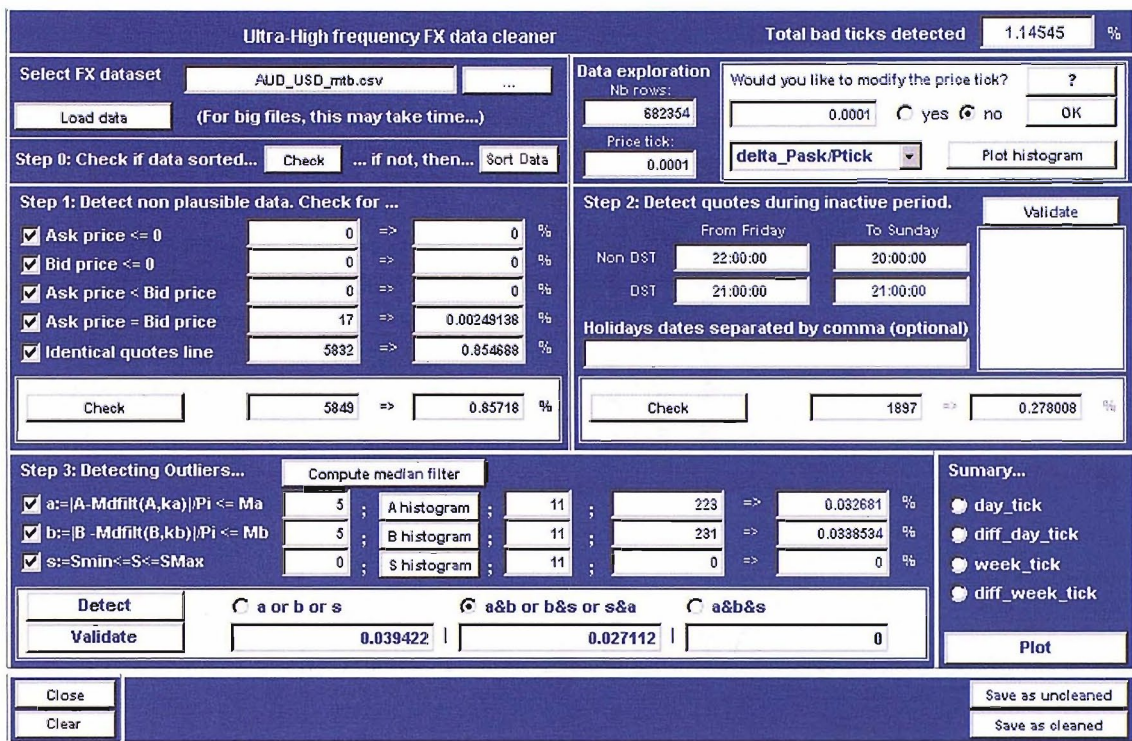 Ultra-High frequency FX data cleaner
Total bad ticks detected 1.14545 %
Select FX dataset AUD_USD_mtb.csv ...
Load data (For big files, this may take time...)
Step 0: Check if data sorted... Check ... if not, then... Sort Data
Data exploration
Nb rows:
682354
Price tick:
0.0001
Would you like to modify the price tick? ?
0.0001 yes no OK
delta_Pask/Ptick Plot histogram
Step 1: Detect non plausible data. Check for ...
Ask price <= 0 0 => 0 %
Bid price <= 0 0 => 0 %
Ask price < Bid price 0 => 0 %
Ask price = Bid price 17 => 0.00249138 %
Identical quotes line 5832 => 0.854688 %
Check 5849 => 0.85718 %
Step 2: Detect quotes during inactive period. Validate
From Friday To Sunday
Non DST 22:00:00 20:00:00
DST 21:00:00 21:00:00
Holidays dates separated by comma (optional)
Check 1897 => 0.278008 %
Step 3: Detecting Outliers... Compute median filter
a:=|A-Mdfilt(A,ka)|/Pi <= Ma 5 ; A histogram ; 11 ; 223 => 0.032681 %
b:=|B -Mdfilt(B,kb)|/Pi <= Mb 5 ; B histogram ; 11 ; 231 => 0.0338534 %
s:=Smin<=S<=SMax 0 ; S histogram ; 11 ; 0 => 0 %
Detect a or b or s a&b or b&s or s&a a&b&s
Validate 0.039422 | 0.027112 | 0
Sumary...
day_tick
diff_day_tick
week_tick
diff_week_tick
Plot
Close
Clear
Save as uncleaned
Save as cleaned